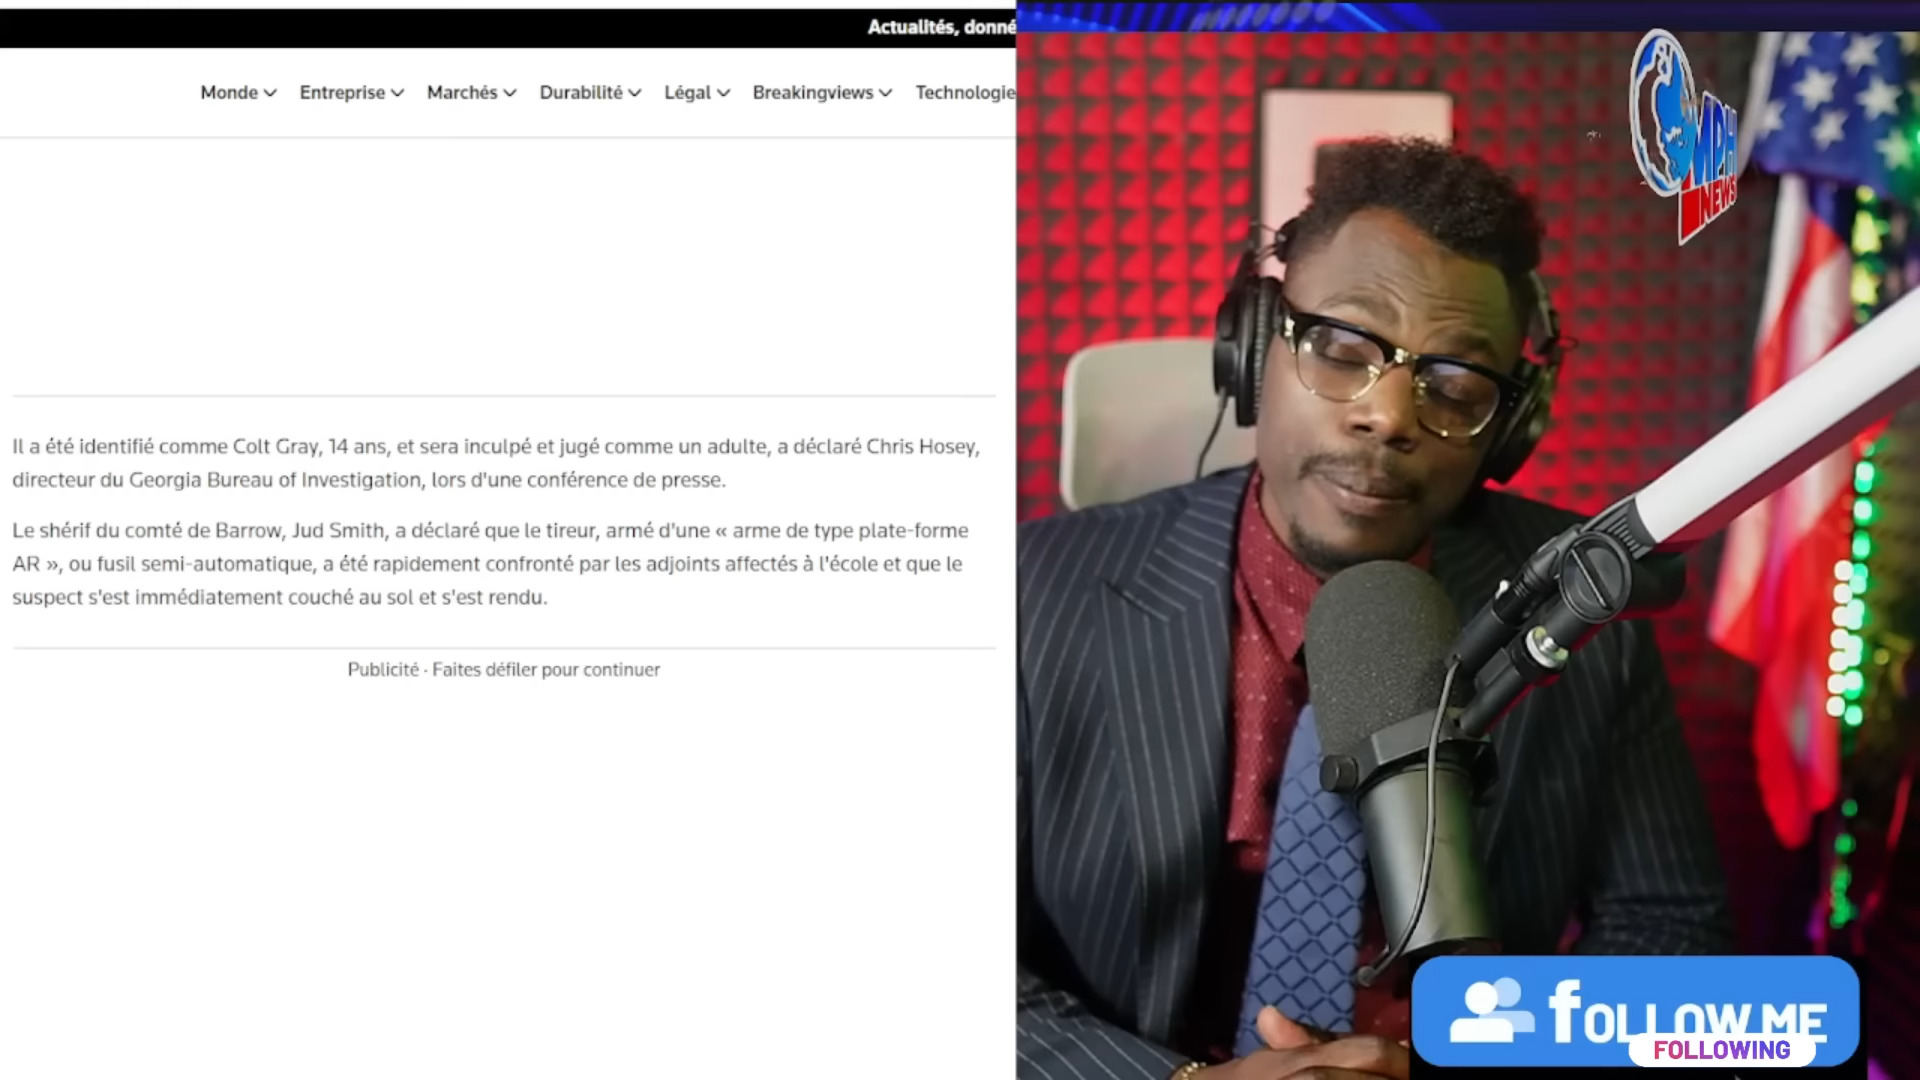 Actualités, donné
Monde Entreprise Marchés Durabilité Légal Breakingviews Technologie
Il a été identifié comme Colt Gray, 14 ans, et sera inculpé et jugé comme un adulte, a déclaré Chris Hosey,
directeur du Georgia Bureau of Investigation, lors d'une conférence de presse.
Le shérif du comté de Barrow, Jud Smith, a déclaré que le tireur, armé d'une « arme de type plate-forme
AR », ou fusil semi-automatique, a été rapidement confronté par les adjoints affectés à l'école et que le
suspect s'est immédiatement couché au sol et s'est rendu.
Publicité · Faites défiler pour continuer
MPH
NEWS
fOLLOW ME
FOLLOWING